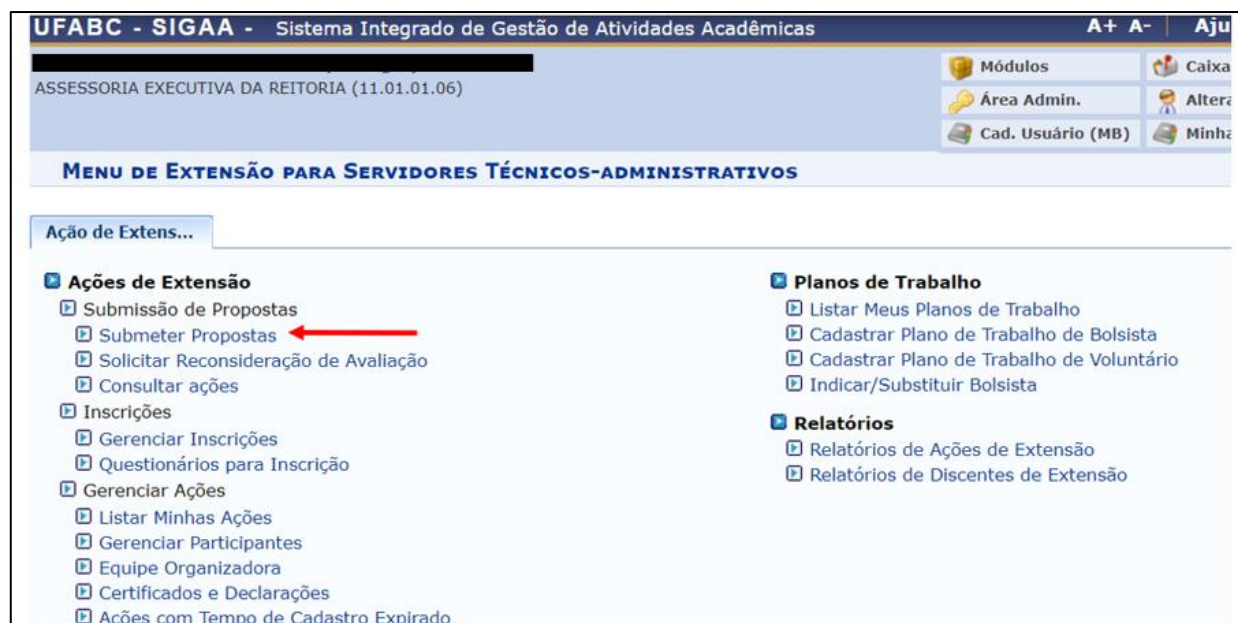 UFABC - SIGAA - Sistema Integrado de Gestão de Atividades Acadêmicas A+ A- | Aju
ASSESSORIA EXECUTIVA DA REITORIA (11.01.01.06)
Módulos Caixa
Área Admin. Altera
Cad. Usuário (MB) Minha
MENU DE EXTENSÃO PARA SERVIDORES TÉCNICOS-ADMINISTRATIVOS
Ação de Extens...
Ações de Extensão
Submissão de Propostas
Submeter Propostas
Solicitar Reconsideração de Avaliação
Consultar ações
Inscrições
Gerenciar Inscrições
Questionários para Inscrição
Gerenciar Ações
Listar Minhas Ações
Gerenciar Participantes
Equipe Organizadora
Certificados e Declarações
Ações com Tempo de Cadastro Expirado
Planos de Trabalho
Listar Meus Planos de Trabalho
Cadastrar Plano de Trabalho de Bolsista
Cadastrar Plano de Trabalho de Voluntário
Indicar/Substituir Bolsista
Relatórios
Relatórios de Ações de Extensão
Relatórios de Discentes de Extensão